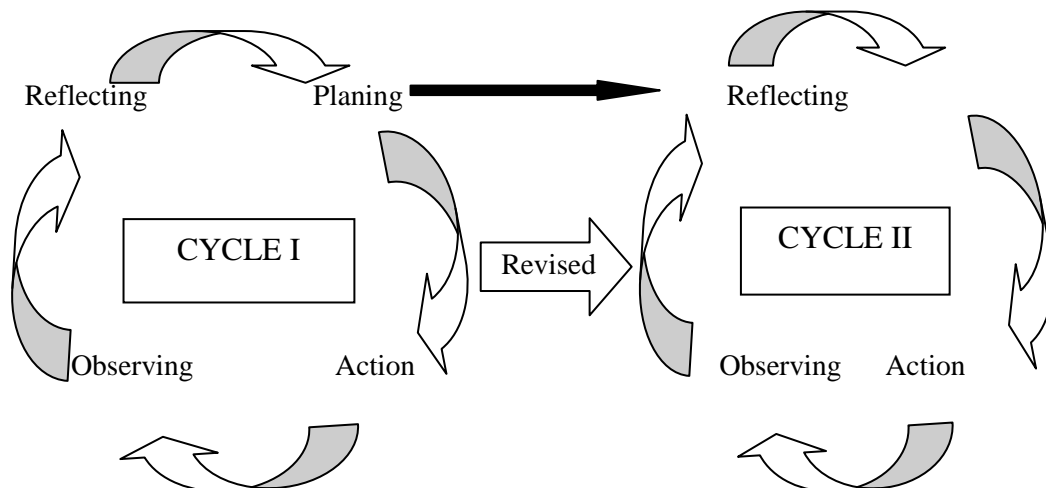 Reflecting Planing Reflecting
CYCLE I Revised CYCLE II
Observing Action Observing Action